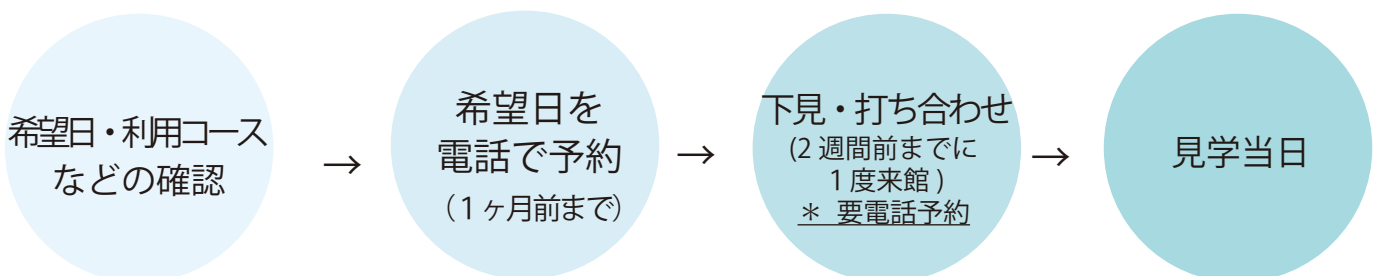 希望日・利用コース
などの確認
→
希望日を
電話で予約
（1ヶ月前まで）
→
下見・打ち合わせ
(2 週間前までに
1 度来館 )
＊ 要電話予約
→
見学当日